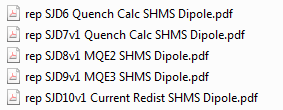 rep SJD6 Quench Calc SHMS Dipole.pdf
rep SJD7v1 Quench Calc SHMS Dipole.pdf
rep SJD8v1 MQE2 SHMS Dipole.pdf
rep SJD9v1 MQE3 SHMS Dipole.pdf
rep SJD10v1 Current Redist SHMS Dipole.pdf